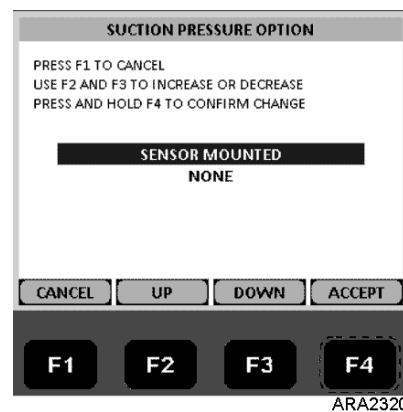 SUCTION PRESSURE OPTION
PRESS F1 TO CANCEL
USE F2 AND F3 TO INCREASE OR DECREASE
PRESS AND HOLD F4 TO CONFIRM CHANGE
SENSOR MOUNTED
NONE
CANCEL UP DOWN ACCEPT
F1 F2 F3 F4
ARA2320